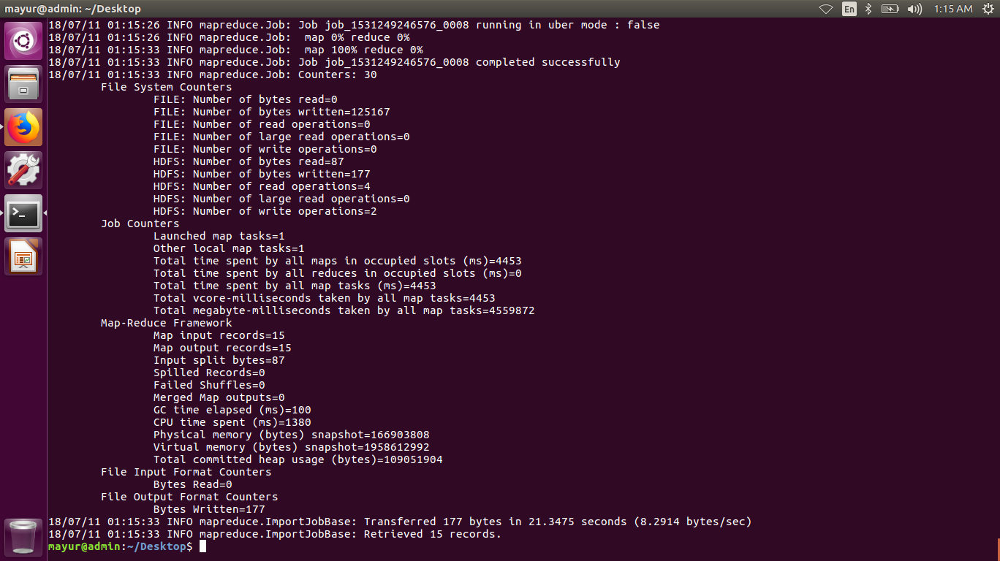 mayur@admin: ~/Desktop
En
1:15 AM
18/07/11 01:15:26 INFO mapreduce.Job: Job job_1531249246576_0008 running in uber mode : false
18/07/11 01:15:26 INFO mapreduce.Job:  map 0% reduce 0%
18/07/11 01:15:33 INFO mapreduce.Job:  map 100% reduce 0%
18/07/11 01:15:33 INFO mapreduce.Job: Job job_1531249246576_0008 completed successfully
18/07/11 01:15:33 INFO mapreduce.Job: Counters: 30
File System Counters
FILE: Number of bytes read=0
FILE: Number of bytes written=125167
FILE: Number of read operations=0
FILE: Number of large read operations=0
FILE: Number of write operations=0
HDFS: Number of bytes read=87
HDFS: Number of bytes written=177
HDFS: Number of read operations=4
HDFS: Number of large read operations=0
HDFS: Number of write operations=2
Job Counters
Launched map tasks=1
Other local map tasks=1
Total time spent by all maps in occupied slots (ms)=4453
Total time spent by all reduces in occupied slots (ms)=0
Total time spent by all map tasks (ms)=4453
Total vcore-milliseconds taken by all map tasks=4453
Total megabyte-milliseconds taken by all map tasks=4559872
Map-Reduce Framework
Map input records=15
Map output records=15
Input split bytes=87
Spilled Records=0
Failed Shuffles=0
Merged Map outputs=0
GC time elapsed (ms)=100
CPU time spent (ms)=1380
Physical memory (bytes) snapshot=166903808
Virtual memory (bytes) snapshot=1958612992
Total committed heap usage (bytes)=109051904
File Input Format Counters
Bytes Read=0
File Output Format Counters
Bytes Written=177
18/07/11 01:15:33 INFO mapreduce.ImportJobBase: Transferred 177 bytes in 21.3475 seconds (8.2914 bytes/sec)
18/07/11 01:15:33 INFO mapreduce.ImportJobBase: Retrieved 15 records.
mayur@admin:~/Desktop$